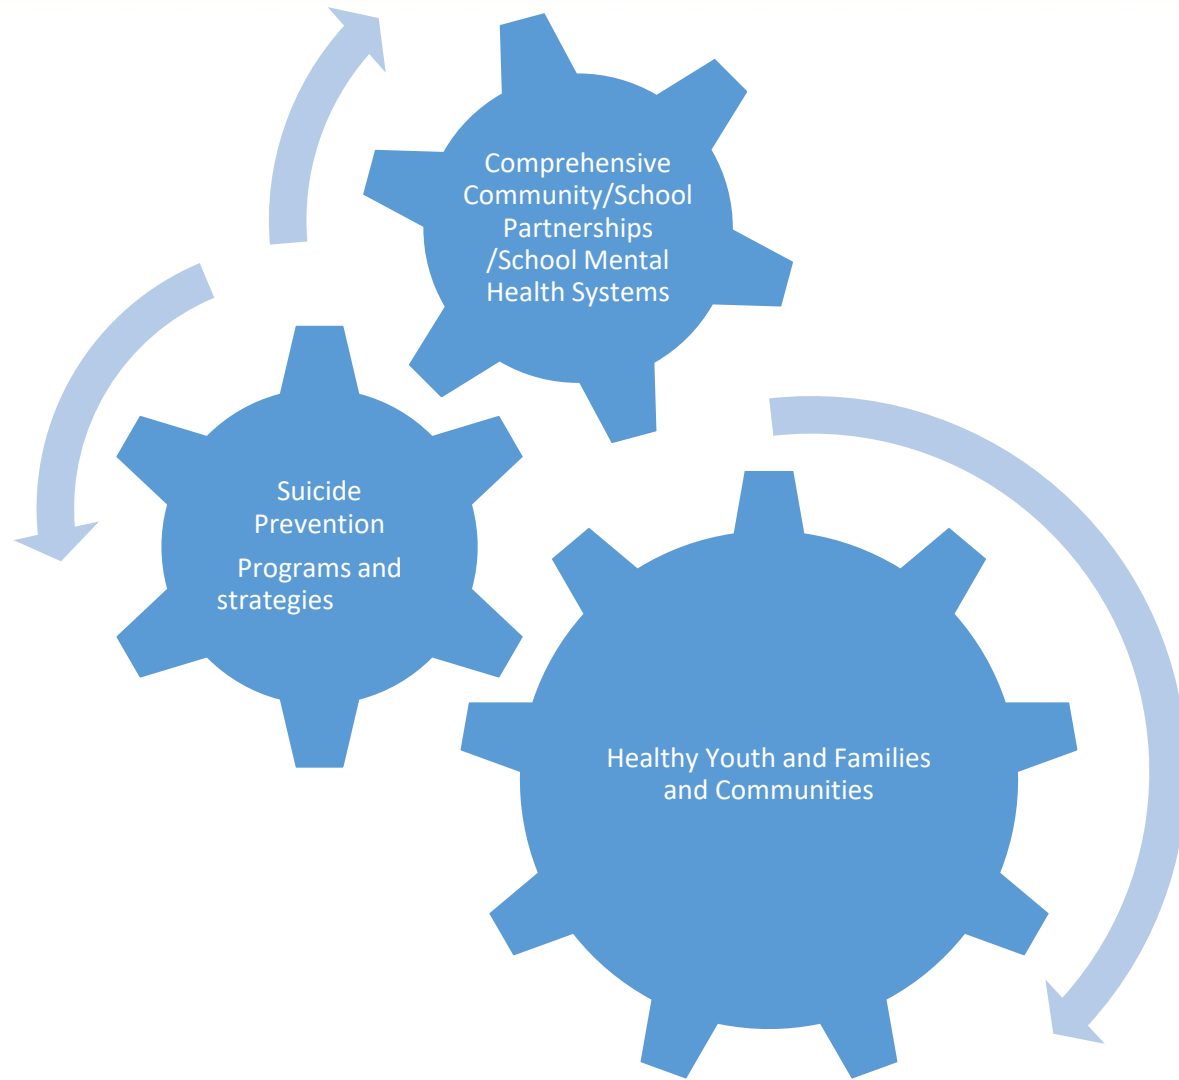 Comprehensive
Community/School
Partnerships
/School Mental
Health Systems
Suicide
Prevention
Programs and
strategies
Healthy Youth and Families
and Communities